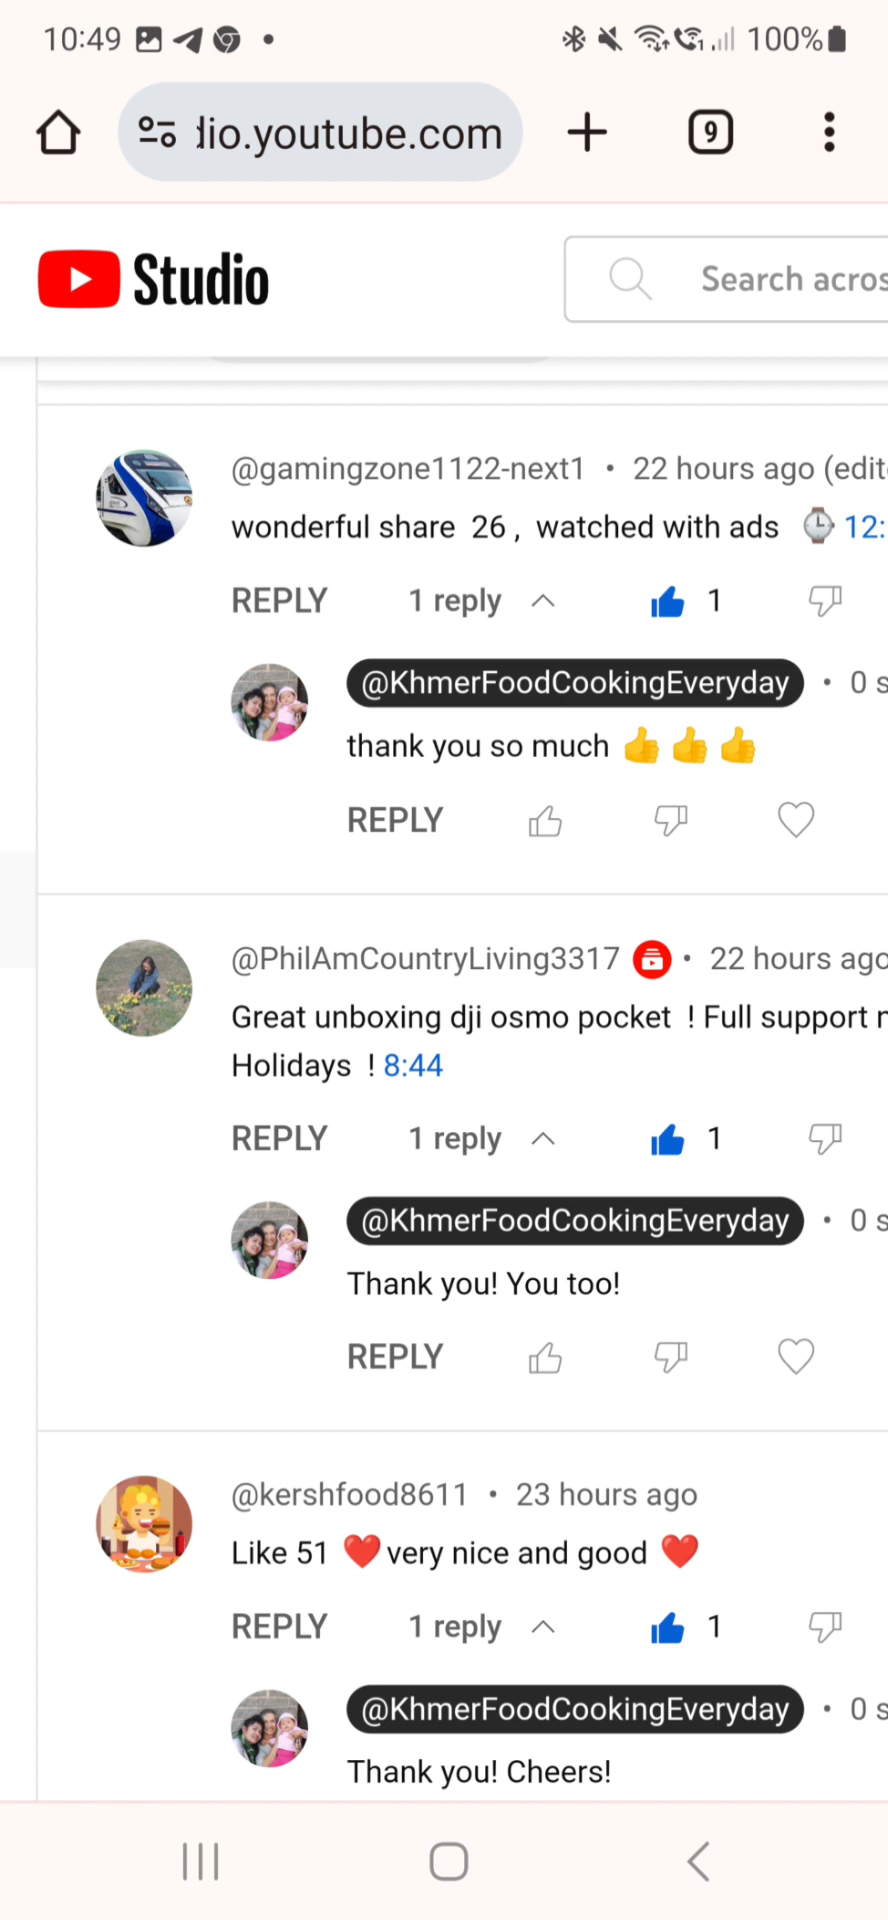 10:49
100%
dio.youtube.com
9
Studio
Search acros
@gamingzone1122-next1 • 22 hours ago (edit
wonderful share 26 , watched with ads ⌚ 12:
REPLY 1 reply 1
@KhmerFoodCookingEveryday • 0 s
thank you so much 👍👍👍
REPLY
@PhilAmCountryLiving3317 • 22 hours ago
Great unboxing dji osmo pocket ! Full support
Holidays ! 8:44
REPLY 1 reply 1
@KhmerFoodCookingEveryday • 0 s
Thank you! You too!
REPLY
@kershfood8611 • 23 hours ago
Like 51 ❤️very nice and good ❤️
REPLY 1 reply 1
@KhmerFoodCookingEveryday • 0 s
Thank you! Cheers!